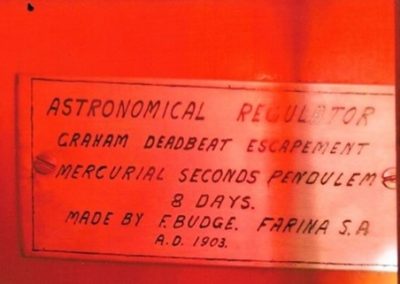 ASTRONOMICAL REGULATOR
GRAHAM DEADBEAT ESCAPEMENT
MERCURIAL SECONDS PENDULEM
8 DAYS.
MADE BY F.BUDGE. FARINA S.A
A.D. 1903.